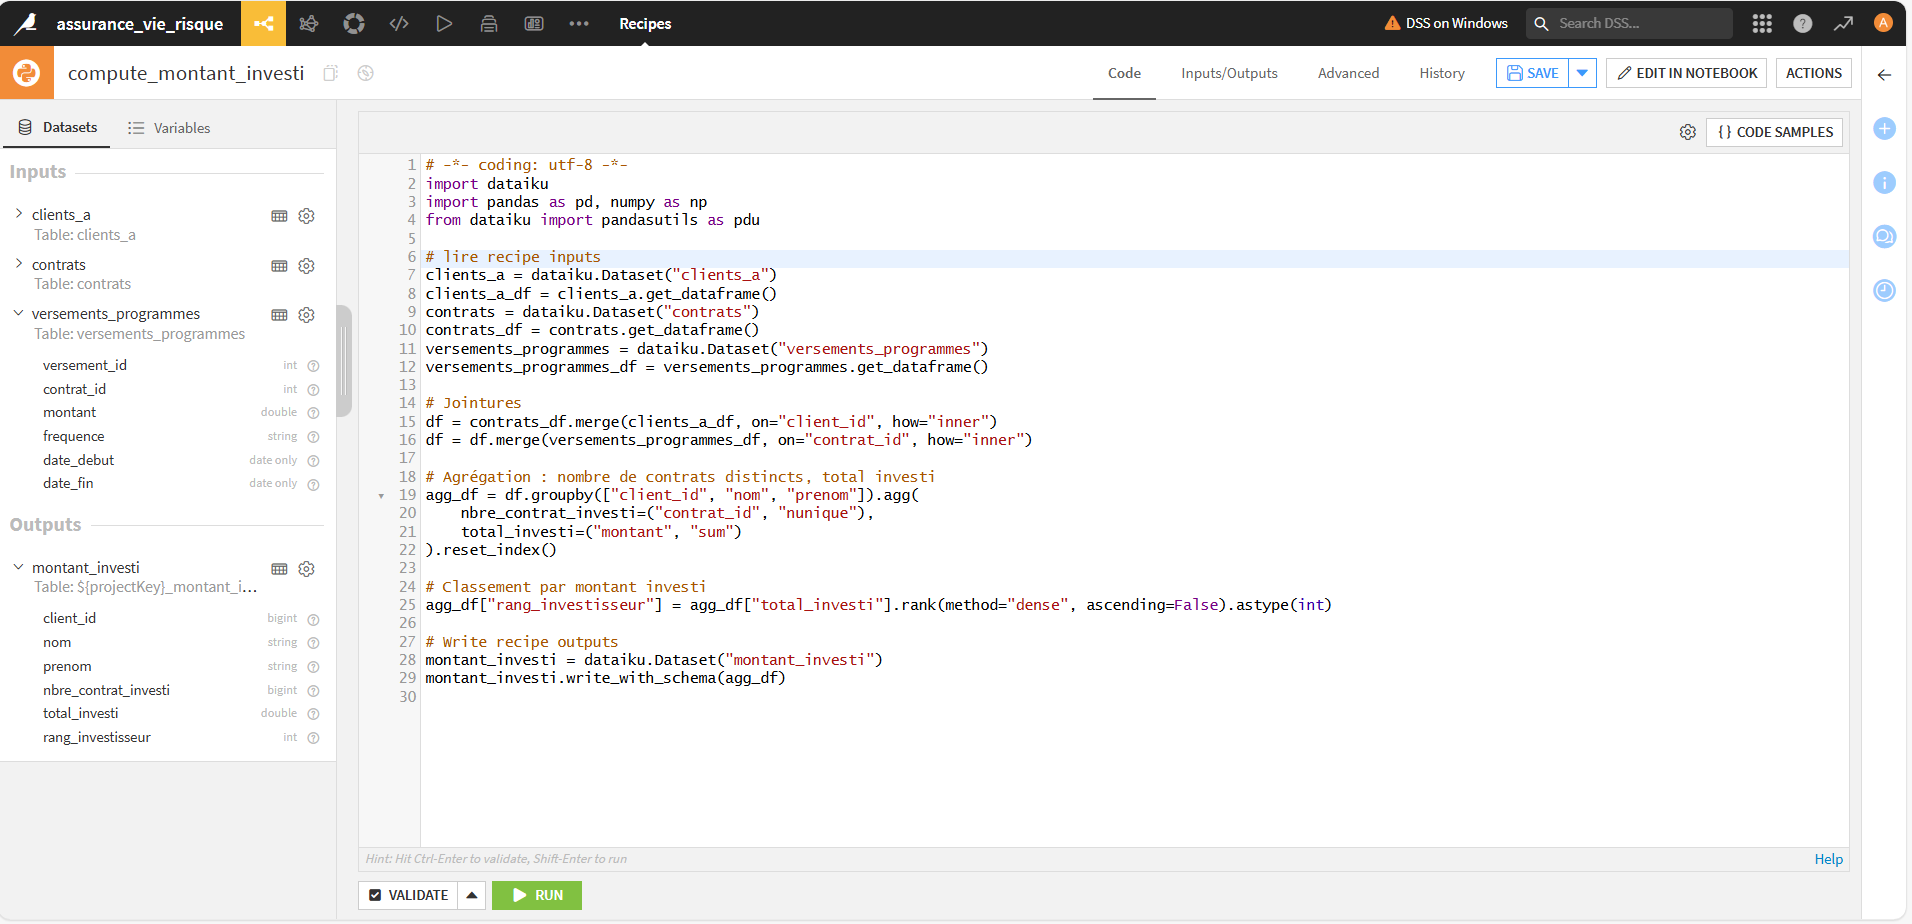 assurance_vie_risque
Recipes
DSS on Windows
Search DSS...
A
compute_montant_investi
Code
Inputs/Outputs
Advanced
History
SAVE
EDIT IN NOTEBOOK
ACTIONS
Datasets
Variables
{} CODE SAMPLES
Inputs
clients_a
Table: clients_a
contrats
Table: contrats
versements_programmes
Table: versements_programmes
versement_id int
contrat_id int
montant double
frequence string
date_debut date only
date_fin date only
Outputs
montant_investi
Table: ${projectKey}_montant_i...
client_id bigint
nom string
prenom string
nbre_contrat_investi bigint
total_investi double
rang_investisseur int
1 # -*- coding: utf-8 -*-
2 import dataiku
3 import pandas as pd, numpy as np
4 from dataiku import pandasutils as pdu
5
6 # lire recipe inputs
7 clients_a = dataiku.Dataset("clients_a")
8 clients_a_df = clients_a.get_dataframe()
9 contrats = dataiku.Dataset("contrats")
10 contrats_df = contrats.get_dataframe()
11 versements_programmes = dataiku.Dataset("versements_programmes")
12 versements_programmes_df = versements_programmes.get_dataframe()
13
14 # Jointures
15 df = contrats_df.merge(clients_a_df, on="client_id", how="inner")
16 df = df.merge(versements_programmes_df, on="contrat_id", how="inner")
17
18 # Agrégation : nombre de contrats distincts, total investi
19 agg_df = df.groupby(["client_id", "nom", "prenom"]).agg(
20     nbre_contrat_investi=("contrat_id", "nunique"),
21     total_investi=("montant", "sum")
22 ).reset_index()
23
24 # Classement par montant investi
25 agg_df["rang_investisseur"] = agg_df["total_investi"].rank(method="dense", ascending=False).astype(int)
26
27 # Write recipe outputs
28 montant_investi = dataiku.Dataset("montant_investi")
29 montant_investi.write_with_schema(agg_df)
30
Hint: Hit Ctrl-Enter to validate, Shift-Enter to run
Help
VALIDATE
RUN